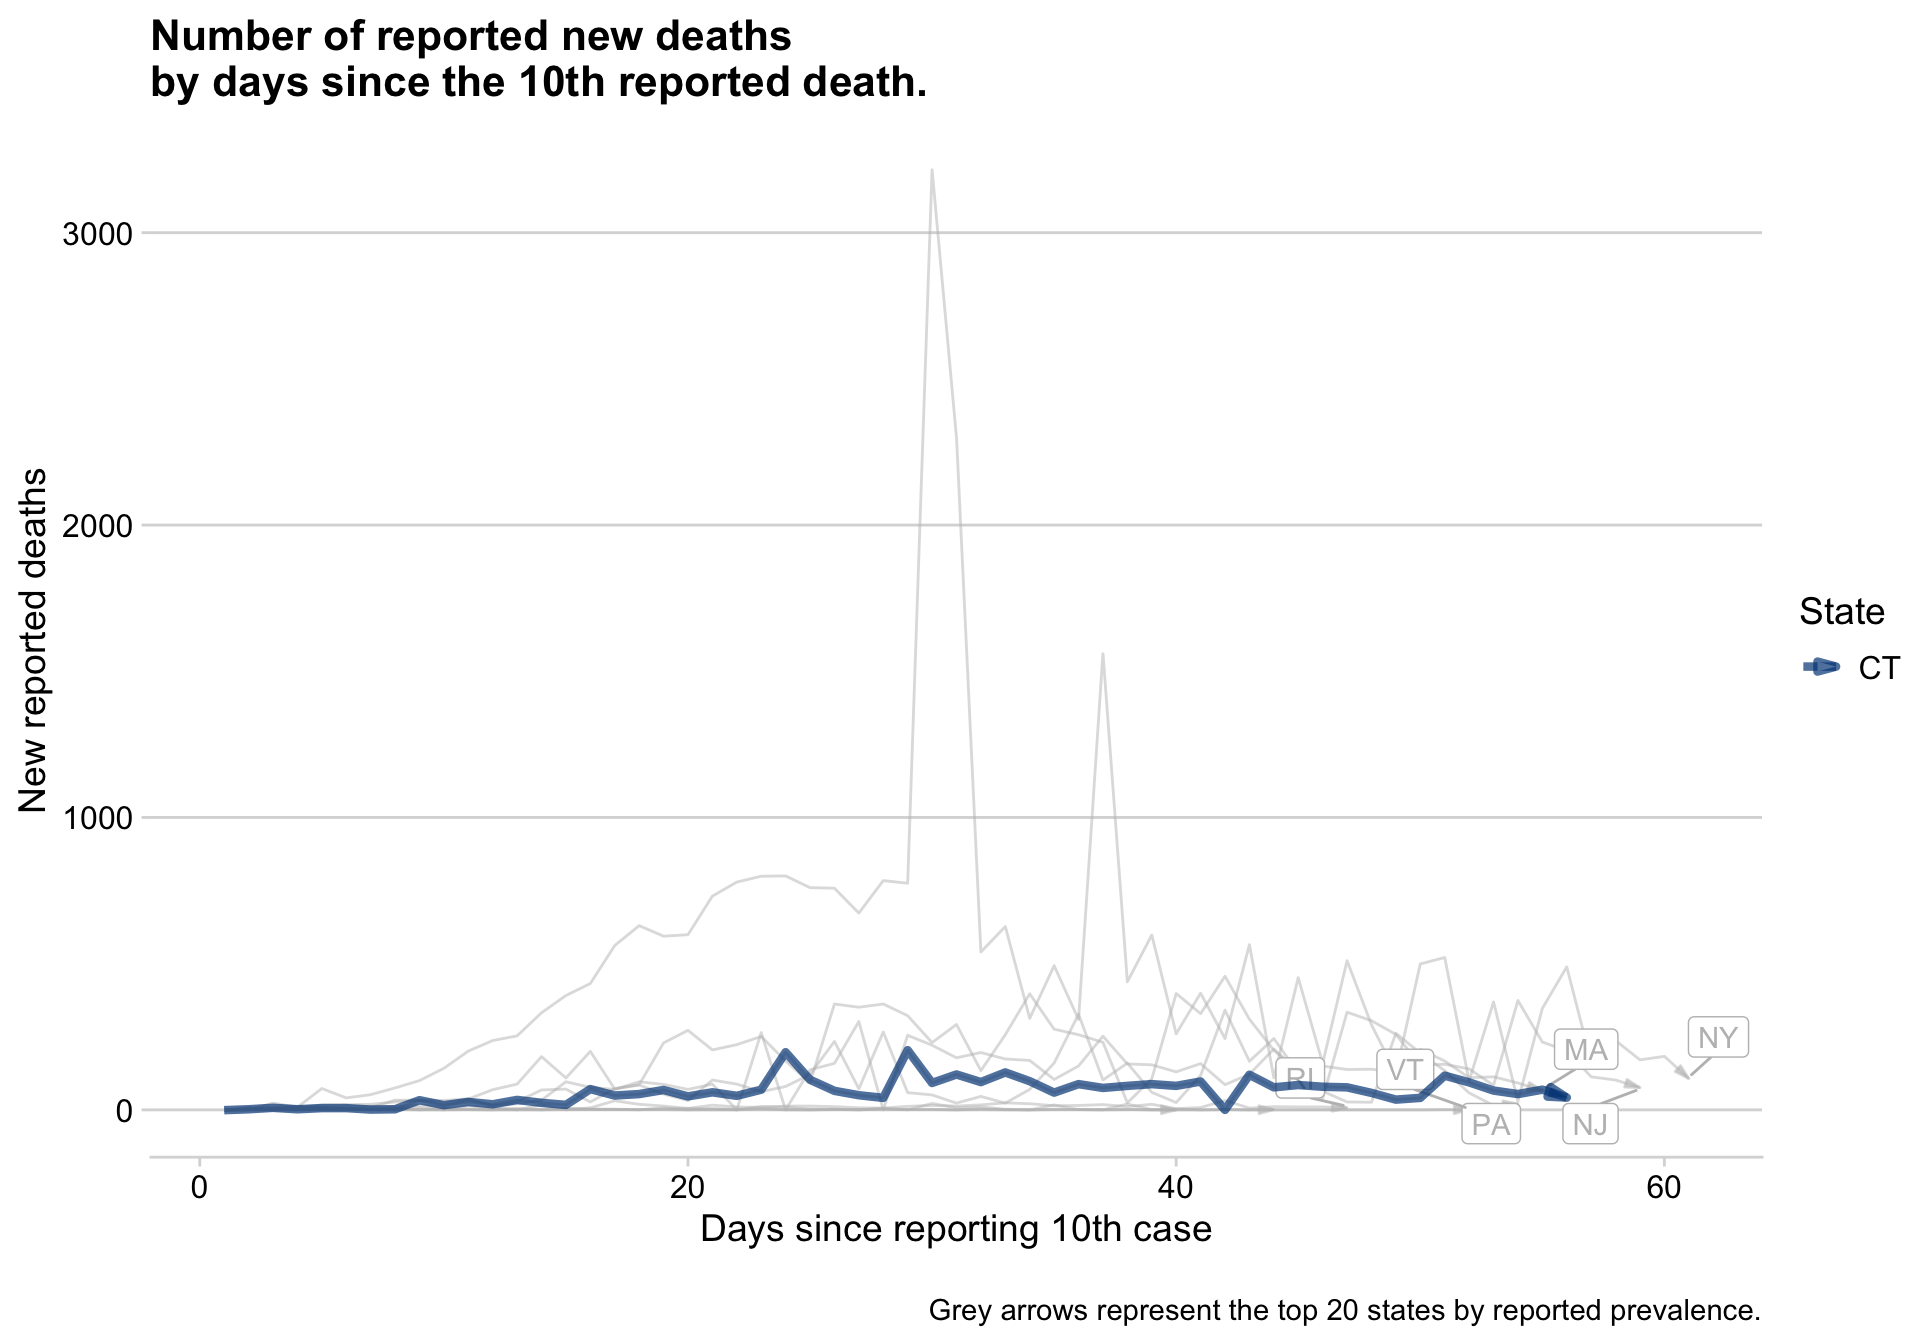 Number of reported new deaths
by days since the 10th reported death.
New reported deaths
3000
2000
1000
0
0
20
40
60
Days since reporting 10th case
RI
VT
PA
MA
NJ
NY
State
CT
Grey arrows represent the top 20 states by reported prevalence.